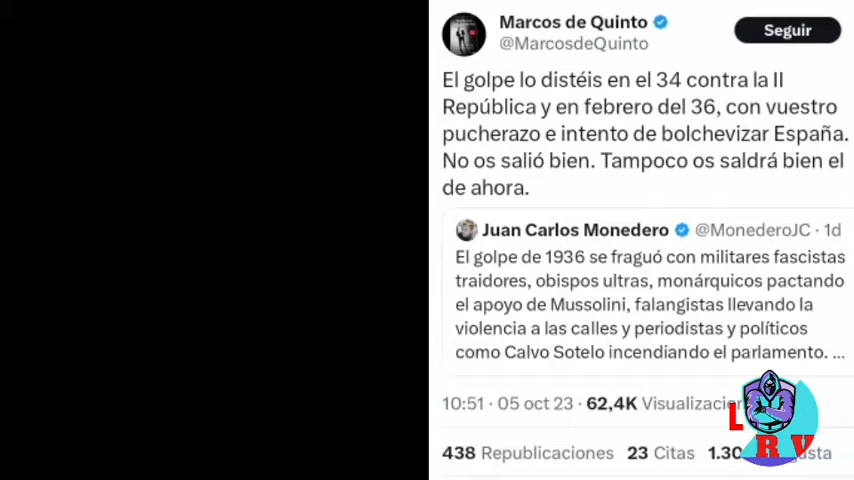 Marcos de Quinto
@MarcosdeQuinto
Seguir
El golpe lo distéis en el 34 contra la II
República y en febrero del 36, con vuestro
pucherazo e intento de bolchevizar España.
No os salió bien. Tampoco os saldrá bien el
de ahora.
Juan Carlos Monedero @MonederoJC · 1d
El golpe de 1936 se fraguó con militares fascistas
traidores, obispos ultras, monárquicos pactando
el apoyo de Mussolini, falangistas llevando la
violencia a las calles y periodistas y políticos
como Calvo Sotelo incendiando el parlamento. ...
10:51 · 05 oct 23 · 62,4K
438 Republicaciones 23 Citas
L
R V